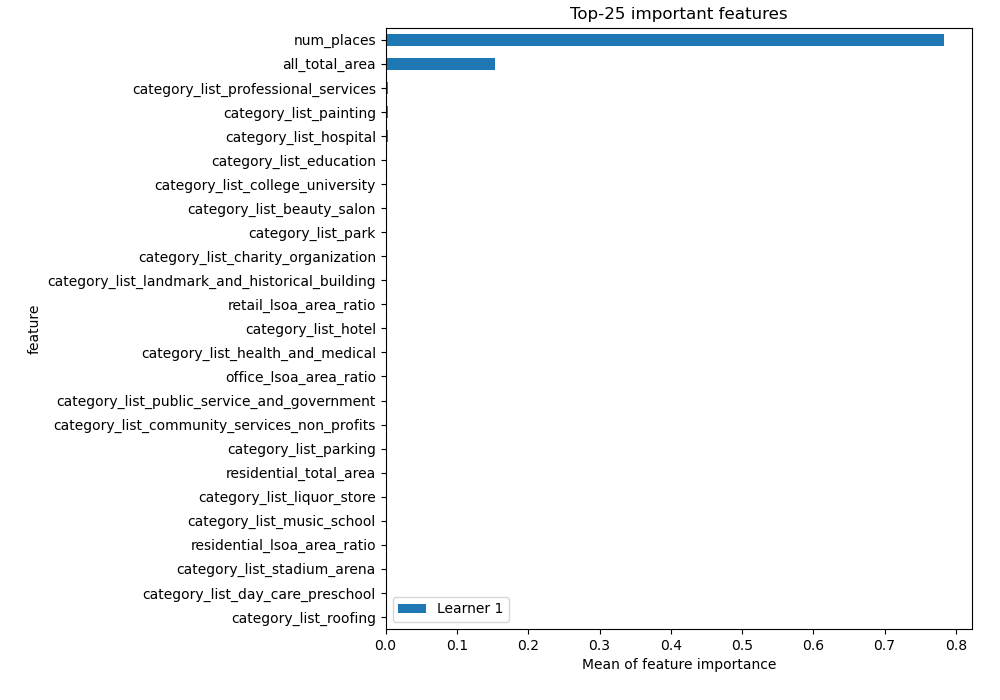 Top-25 important features
num_places
all_total_area
category_list_professional_services
category_list_painting
category_list_hospital
category_list_education
category_list_college_university
category_list_beauty_salon
category_list_park
category_list_charity_organization
category_list_landmark_and_historical_building
retail_lsoa_area_ratio
category_list_hotel
category_list_health_and_medical
office_lsoa_area_ratio
category_list_public_service_and_government
category_list_community_services_non_profits
category_list_parking
residential_total_area
category_list_liquor_store
category_list_music_school
residential_lsoa_area_ratio
category_list_stadium_arena
category_list_day_care_preschool
category_list_roofing
feature
Learner 1
0.0 0.1 0.2 0.3 0.4 0.5 0.6 0.7 0.8
Mean of feature importance